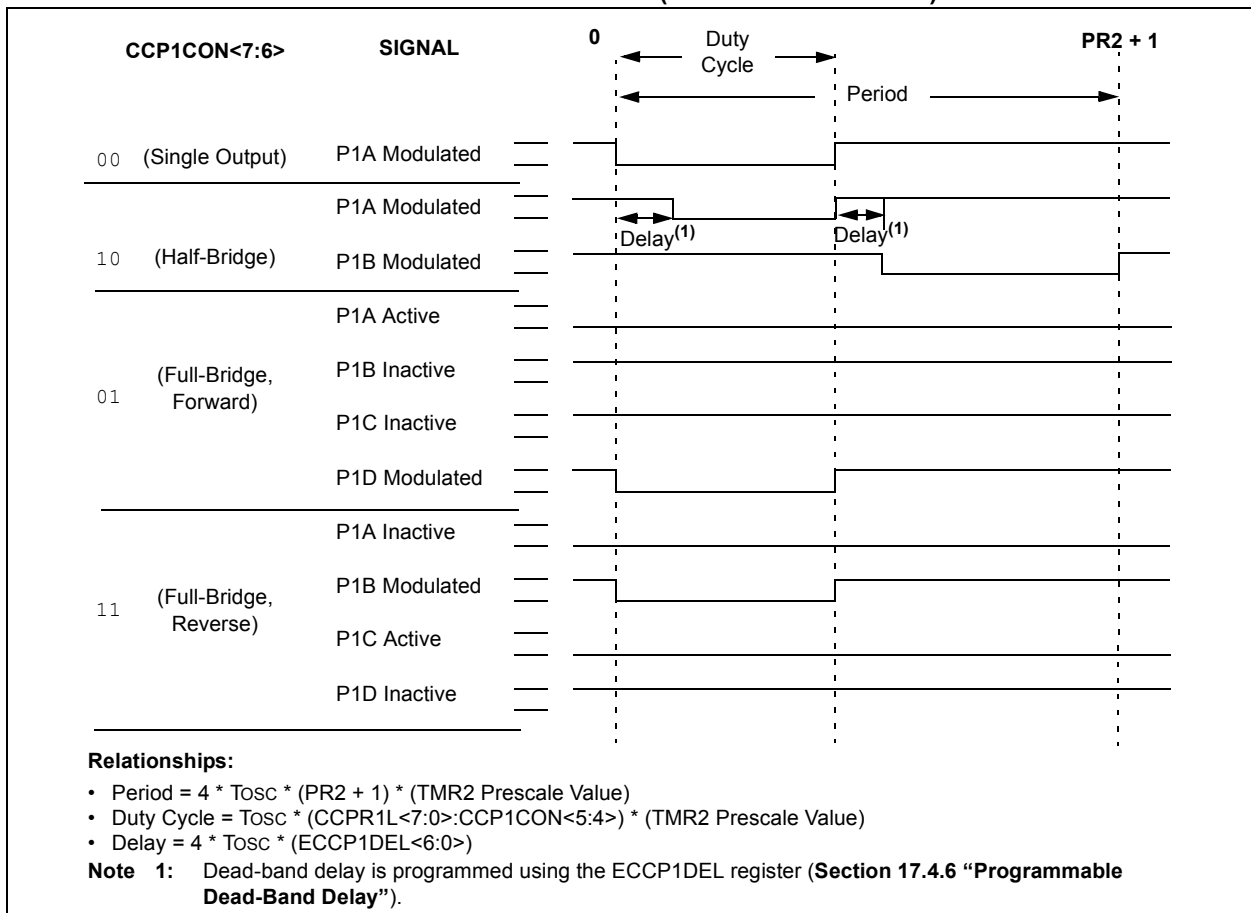 CCP1CON<7:6> SIGNAL 0 Duty Cycle PR2 + 1
Period
00 (Single Output) P1A Modulated
P1A Modulated
Delay(1) Delay(1)
10 (Half-Bridge) P1B Modulated
P1A Active
P1B Inactive
01 (Full-Bridge, Forward)
P1C Inactive
P1D Modulated
P1A Inactive
P1B Modulated
11 (Full-Bridge, Reverse)
P1C Active
P1D Inactive
Relationships:
• Period = 4 * TOSC * (PR2 + 1) * (TMR2 Prescale Value)
• Duty Cycle = TOSC * (CCPR1L<7:0>:CCP1CON<5:4>) * (TMR2 Prescale Value)
• Delay = 4 * TOSC * (ECCP1DEL<6:0>)
Note 1: Dead-band delay is programmed using the ECCP1DEL register (Section 17.4.6 “Programmable
Dead-Band Delay”).